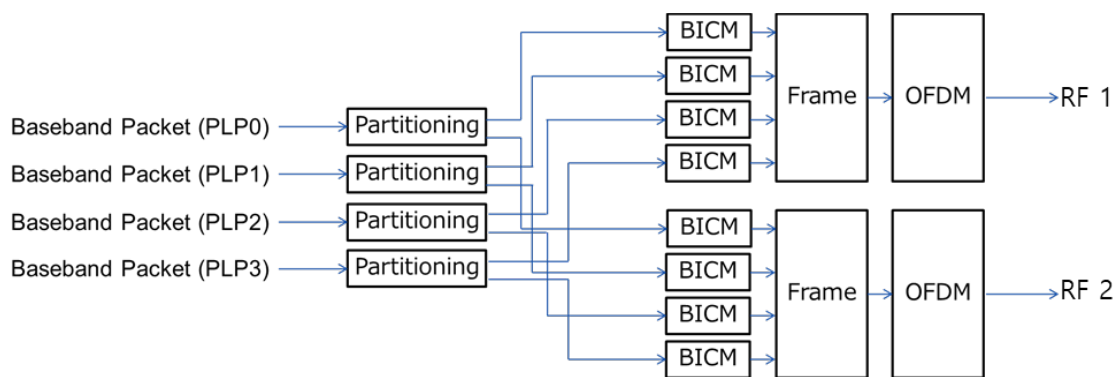 Baseband Packet (PLP0)
Baseband Packet (PLP1)
Baseband Packet (PLP2)
Baseband Packet (PLP3)
Partitioning
Partitioning
Partitioning
Partitioning
BICM
BICM
BICM
BICM
Frame
OFDM
RF 1
BICM
BICM
BICM
BICM
Frame
OFDM
RF 2